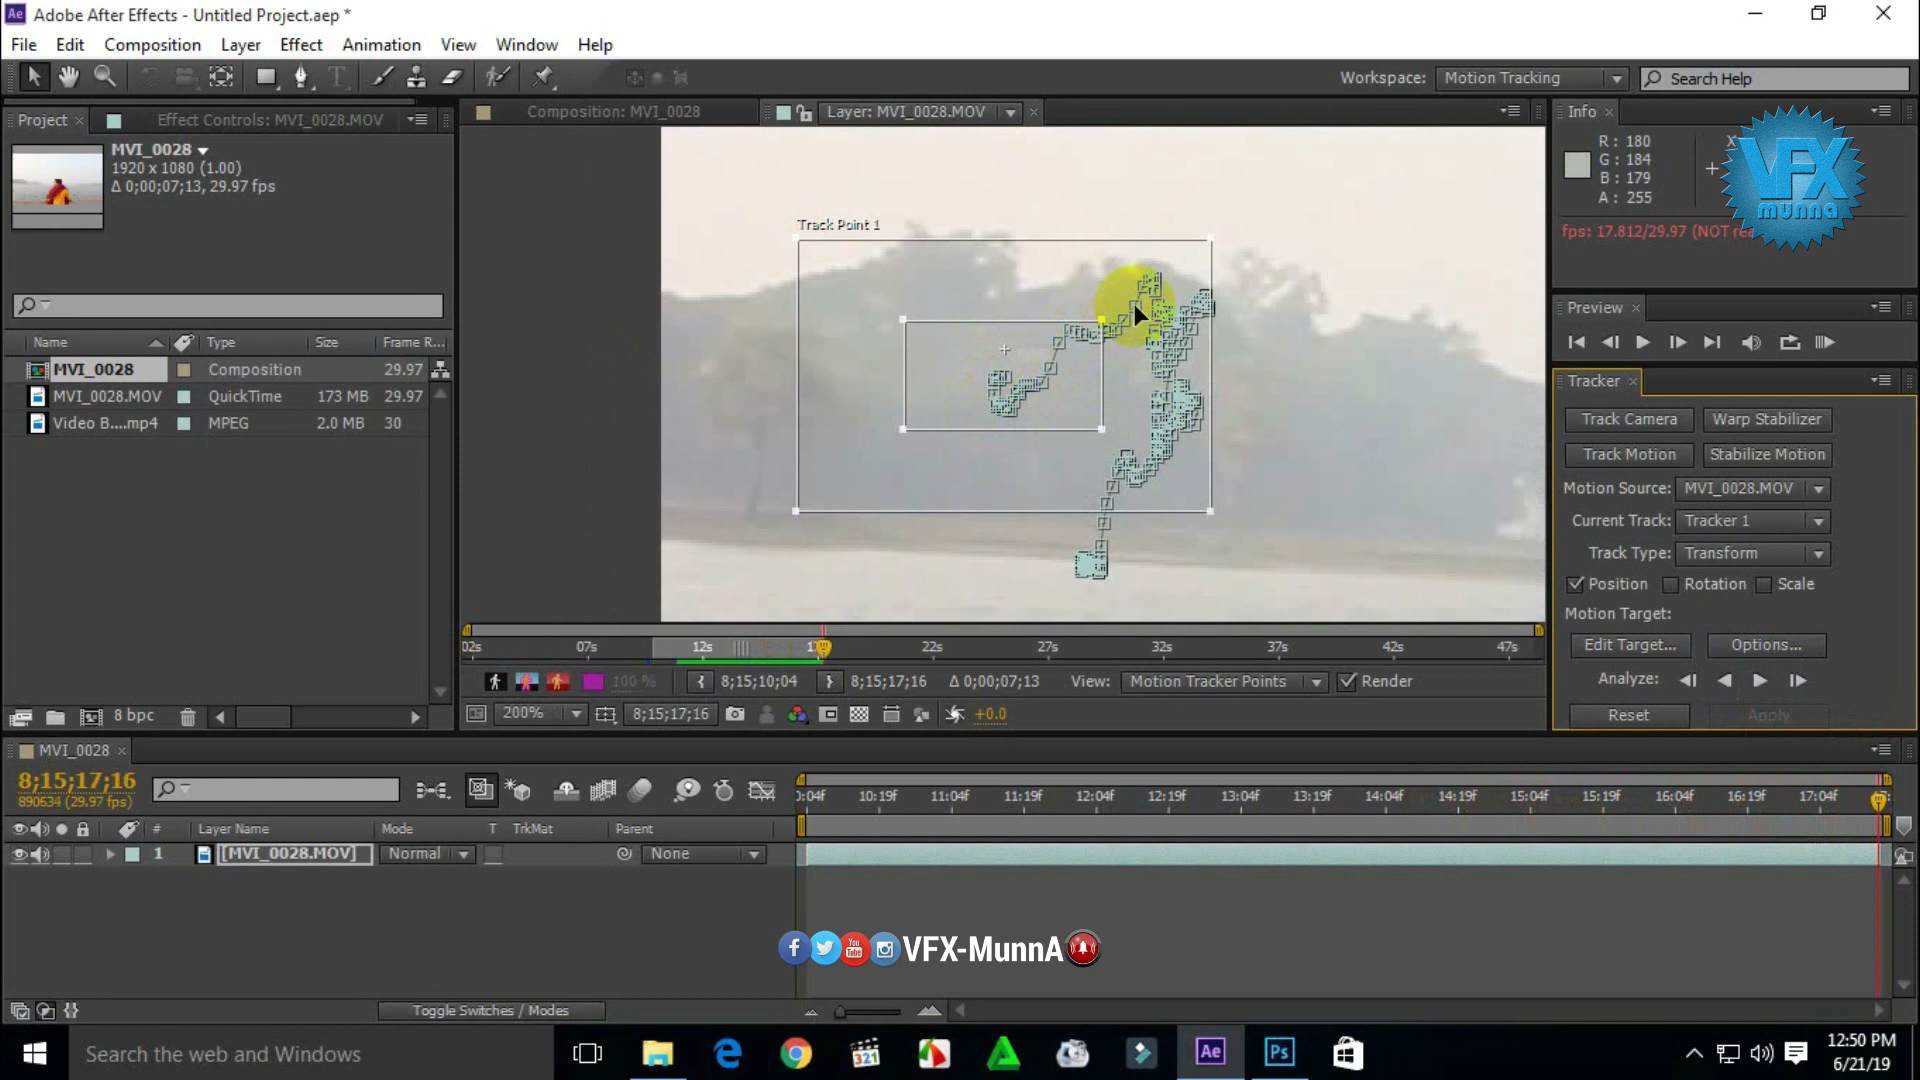 Adobe After Effects - Untitled Project.aep *
File Edit Composition Layer Effect Animation View Window Help
Workspace: Motion Tracking Search Help
Project Effect Controls: MVI_0028.MOV
MVI_0028
1920 x 1080 (1.00)
Δ 0;00;07;13, 29.97 fps
Name Type Size Frame R...
MVI_0028 Composition 29.97
MVI_0028.MOV QuickTime 173 MB 29.97
Video B....mp4 MPEG 2.0 MB 30
8 bpc
Composition: MVI_0028 Layer: MVI_0028.MOV
Track Point 1
02s 07s 12s 22s 27s 32s 37s 42s 47s
100 % 8;15;10;04 8;15;17;16 Δ 0;00;07;13 View: Motion Tracker Points Render
200% 8;15;17;16 +0.0
Info
R : 180
G : 184
B : 179
A : 255
fps: 17.812/29.97 (NOT
VFX
munna
Preview
Tracker
Track Camera Warp Stabilizer
Track Motion Stabilize Motion
Motion Source: MVI_0028.MOV
Current Track: Tracker 1
Track Type: Transform
Position Rotation Scale
Motion Target:
Edit Target... Options...
Analyze:
Reset Apply
MVI_0028
8;15;17;16
890634 (29.97 fps)
0:04f 10:19f 11:04f 11:19f 12:04f 12:19f 13:04f 13:19f 14:04f 14:19f 15:04f 15:19f 16:04f 16:19f 17:04f
# Layer Name Mode T TrkMat Parent
1 [MVI_0028.MOV] Normal None
VFX-MunnA
Toggle Switches / Modes
Search the web and Windows
321
Ae
Ps
12:50 PM
6/21/19